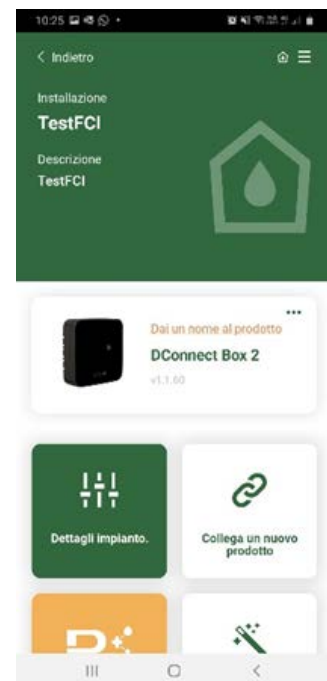 10:25
Indietro
Installazione
TestFCI
Descrizione
TestFCI
Dai un nome al prodotto
DConnect Box 2
v1.1.60
Dettagli impianto.
Collega un nuovo
prodotto